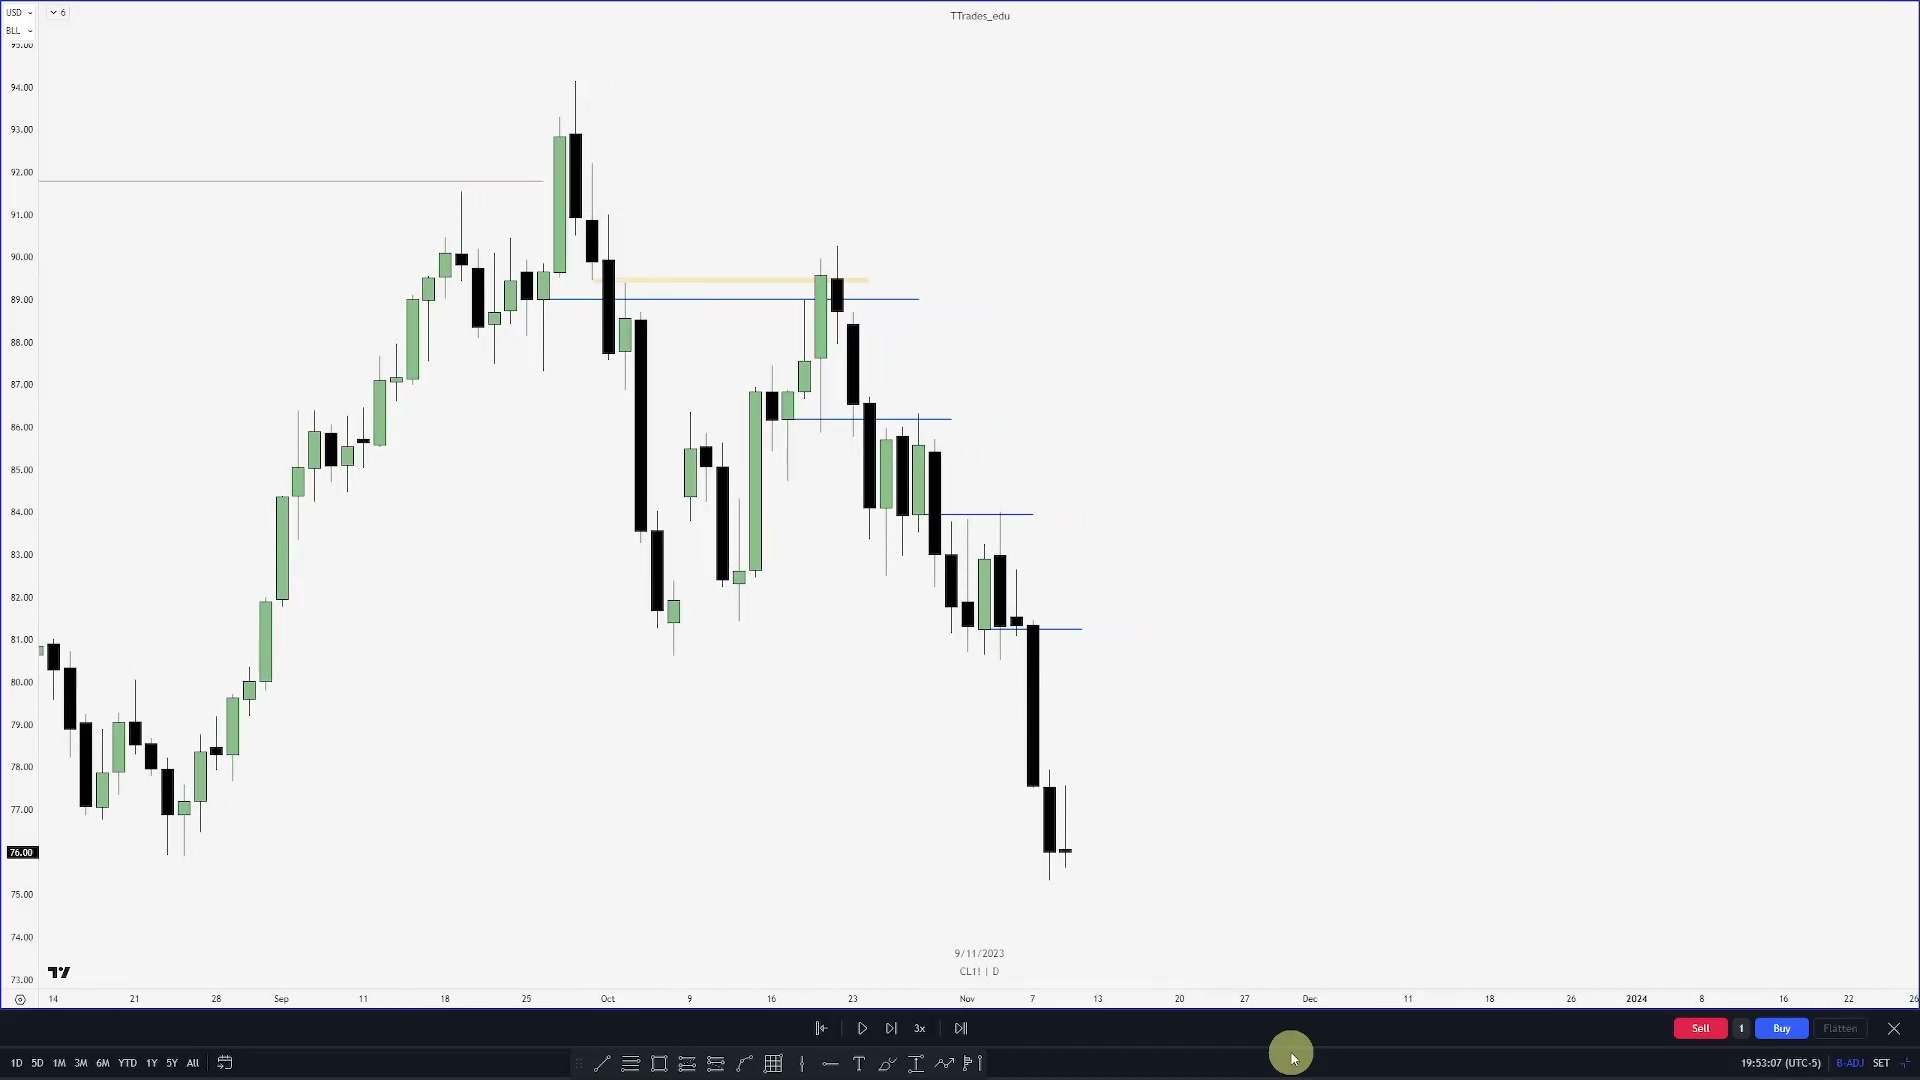 USD
6
TTrades_edu
BLL
95.00
94.00
93.00
92.00
91.00
90.00
89.00
88.00
87.00
86.00
85.00
84.00
83.00
82.00
81.00
80.00
79.00
78.00
77.00
76.00
75.00
74.00
73.00
9/11/2023
CL1! | D
14 21 28 Sep 11 18 25 Oct 9 16 23 Nov 7 13 20 27 Dec 11 18 26 2024 8 16 22 26
3x
Sell 1 Buy Flatten
1D 5D 1M 3M 6M YTD 1Y 5Y All
19:53:07 (UTC-5) B-ADJ SET